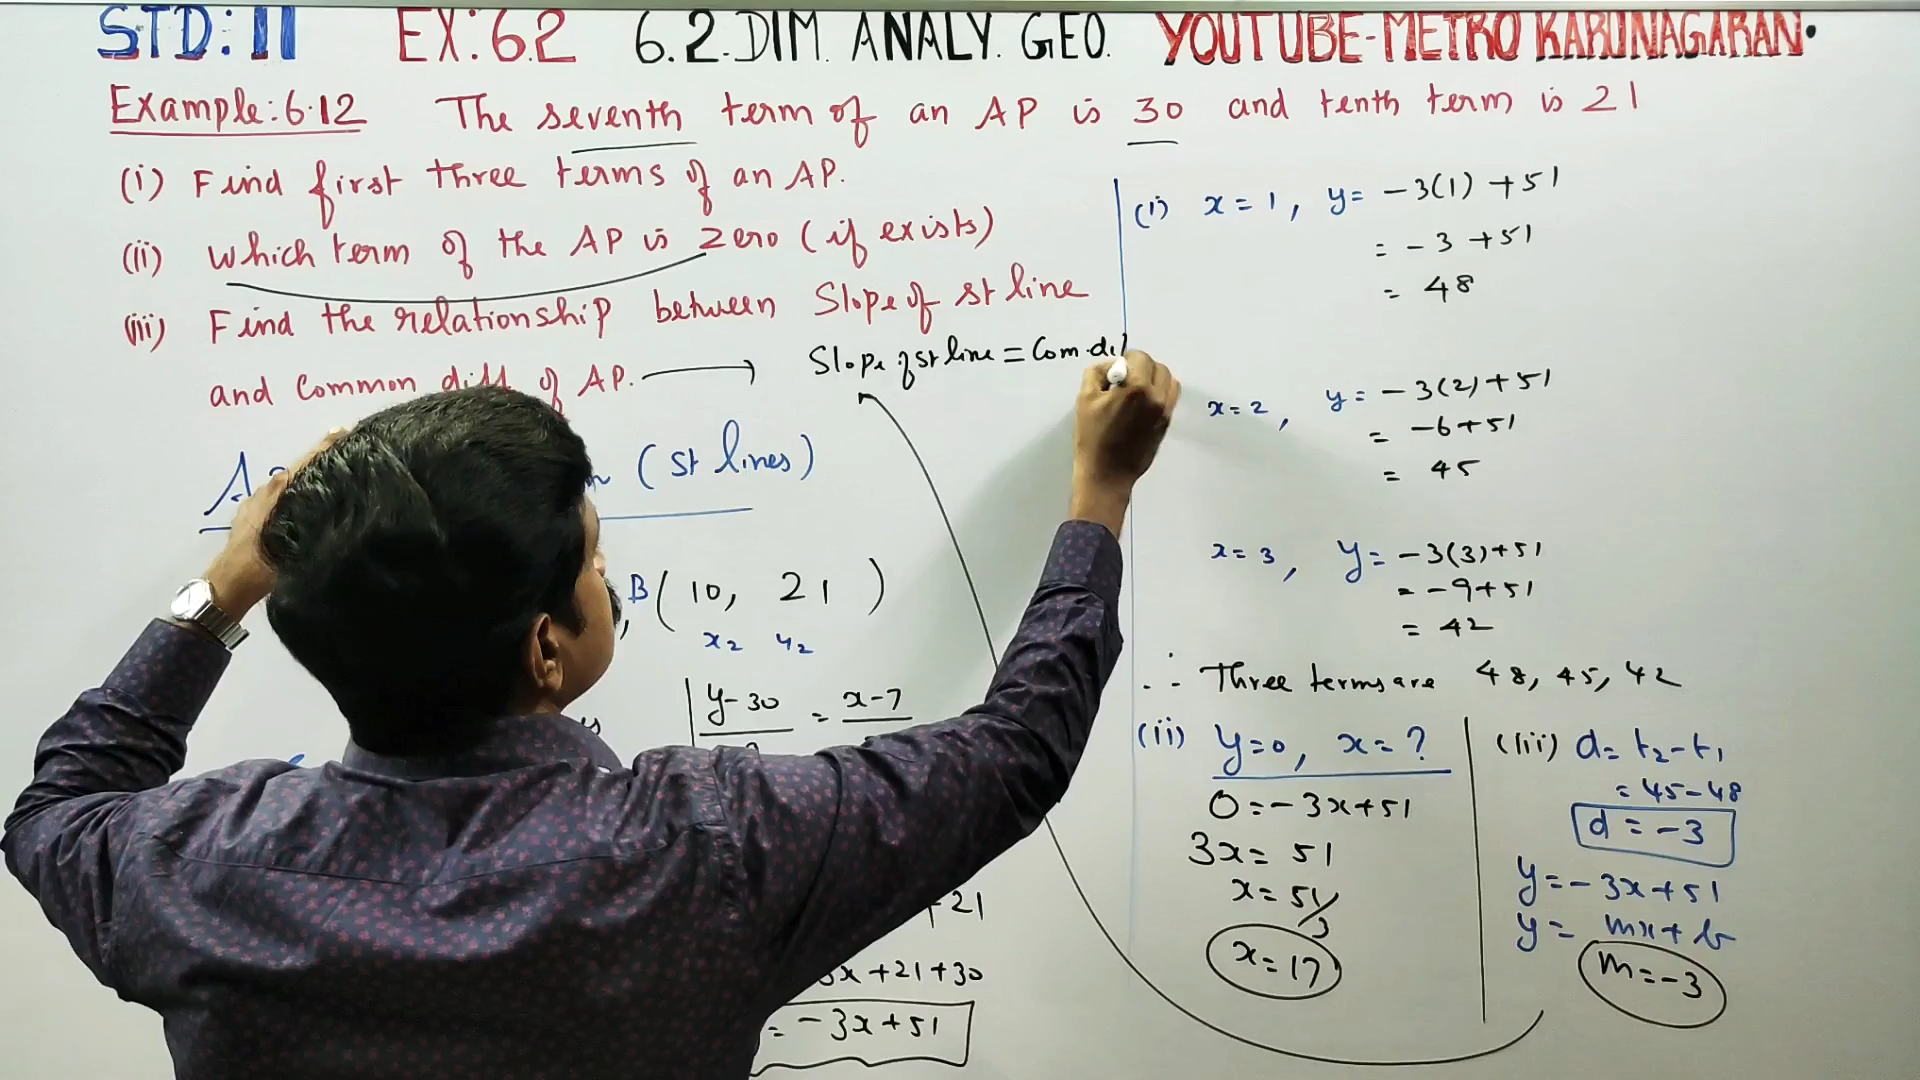 STD: 11 EX: 6.2 6.2.DIM. ANALY. GEO. YOUTUBE-METRO KARUNAGARAN.
Example: 6.12 The seventh term of an AP is 30 and tenth term is 21
(i) Find first three terms of an AP.
(ii) which term of the AP is zero (if exists)
(iii) Find the relationship between Slope of st line
and Common diff of AP. → Slope of st line = Com.dif
(st lines)
B(10, 21)
x2 y2
y-30 = x-7
+21
3x+21+30
= -3x+51
(i) x=1, y= -3(1)+51
= -3+51
= 48
x=2, y= -3(2)+51
= -6+51
= 45
x=3, y= -3(3)+51
= -9+51
= 42
∴ Three terms are 48, 45, 42
(ii) y=0, x=?
0=-3x+51
3x= 51
x=51/3
x=17
(iii) d= t2-t1
= 45-48
d = -3
y=-3x+51
y= mx+b
m=-3